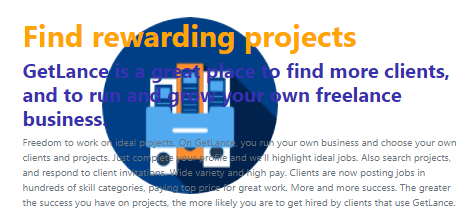 Find rewarding projects
GetLance is a great place to find more clients,
and to run and grow your own freelance
business.
Freedom to work on ideal projects. On GetLance, you run your own business and choose your own
clients and projects. Just complete your profile and we'll highlight ideal jobs. Also search projects,
and respond to client invitations. Wide variety and high pay. Clients are now posting jobs in
hundreds of skill categories, paying top price for great work. More and more success. The greater
the success you have on projects, the more likely you are to get hired by clients that use GetLance.